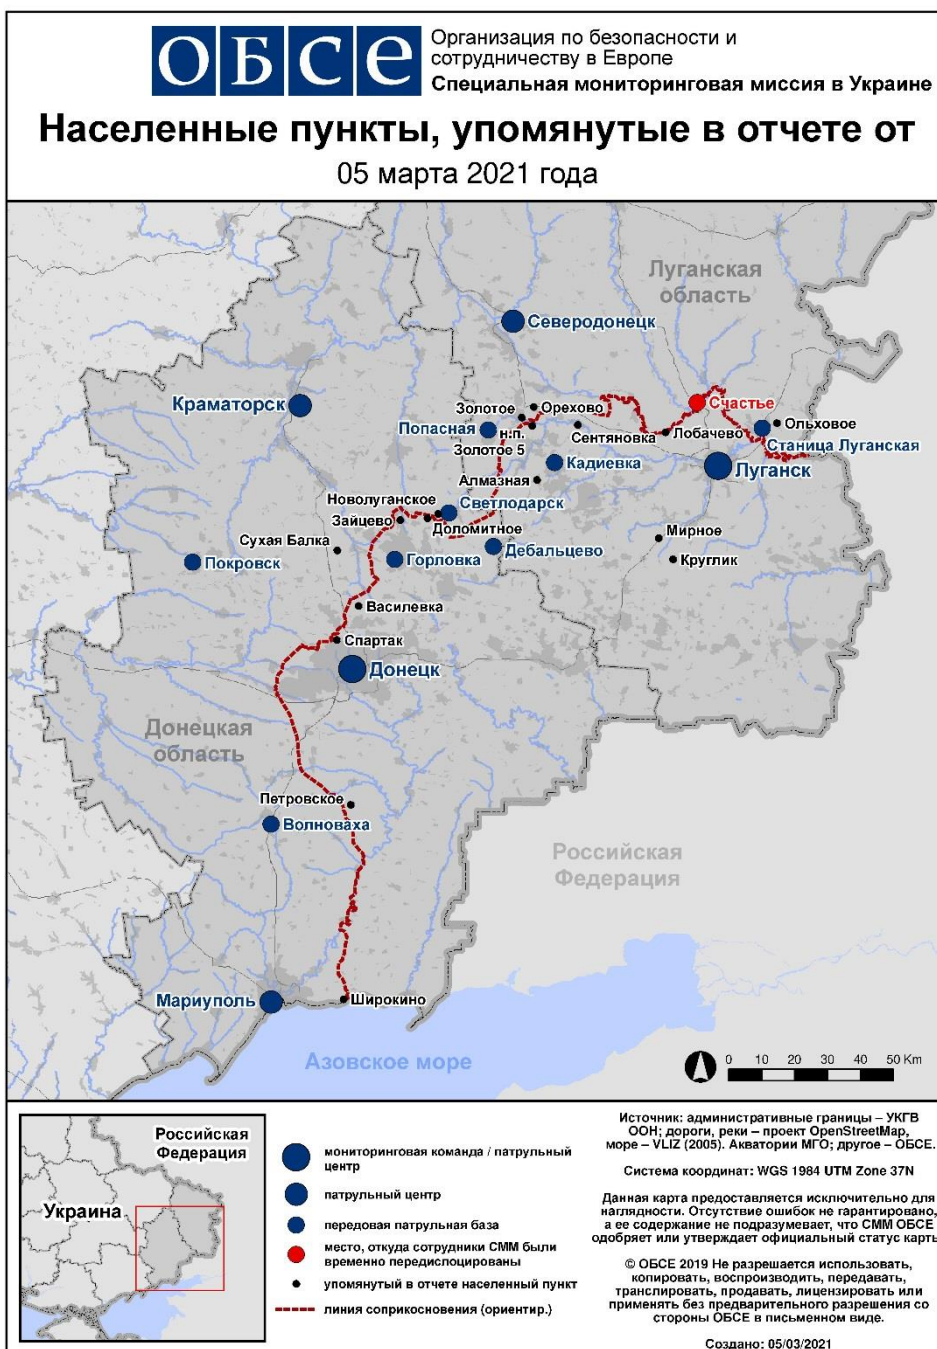 ОБСЕ
Организация по безопасности и
сотрудничеству в Европе
Специальная мониторинговая миссия в Украине
Населенные пункты, упомянутые в отчете от
05 марта 2021 года
Луганская
область
Северодонецк
Краматорск
Счастье
Золотое
Орехово
Попасная
н.п.
Золотое 5
Сентяновка
Лобачево
Ольховое
Станица Луганская
Кадиевка
Луганск
Алмазная
Новолуганское
Светлодарск
Зайцево
Доломитное
Мирное
Сухая Балка
Дебальцево
Покровск
Горловка
Круглик
Василевка
Спартак
Донецк
Донецкая
область
Петровское
Волноваха
Российская
Федерация
Мариуполь
Широкино
Азовское море
0 10 20 30 40 50 Km
Российская
Федерация
Украина
мониторинговая команда / патрульный
центр
патрульный центр
передовая патрульная база
место, откуда сотрудники СММ были
временно передислоцированы
упомянутый в отчете населенный пункт
линия соприкосновения (ориентир.)
Источник: административные границы – УКГВ
ООН; дороги, реки – проект OpenStreetMap,
море – VLIZ (2005). Акватории МГО; другое – ОБСЕ.
Система координат: WGS 1984 UTM Zone 37N
Данная карта предоставляется исключительно для
наглядности. Отсутствие ошибок не гарантировано,
а ее содержание не подразумевает, что СММ ОБСЕ
одобряет или утверждает официальный статус карты
© ОБСЕ 2019 Не разрешается использовать,
копировать, воспроизводить, передавать,
транслировать, продавать, лицензировать или
применять без предварительного разрешения со
стороны ОБСЕ в письменном виде.
Создано: 05/03/2021